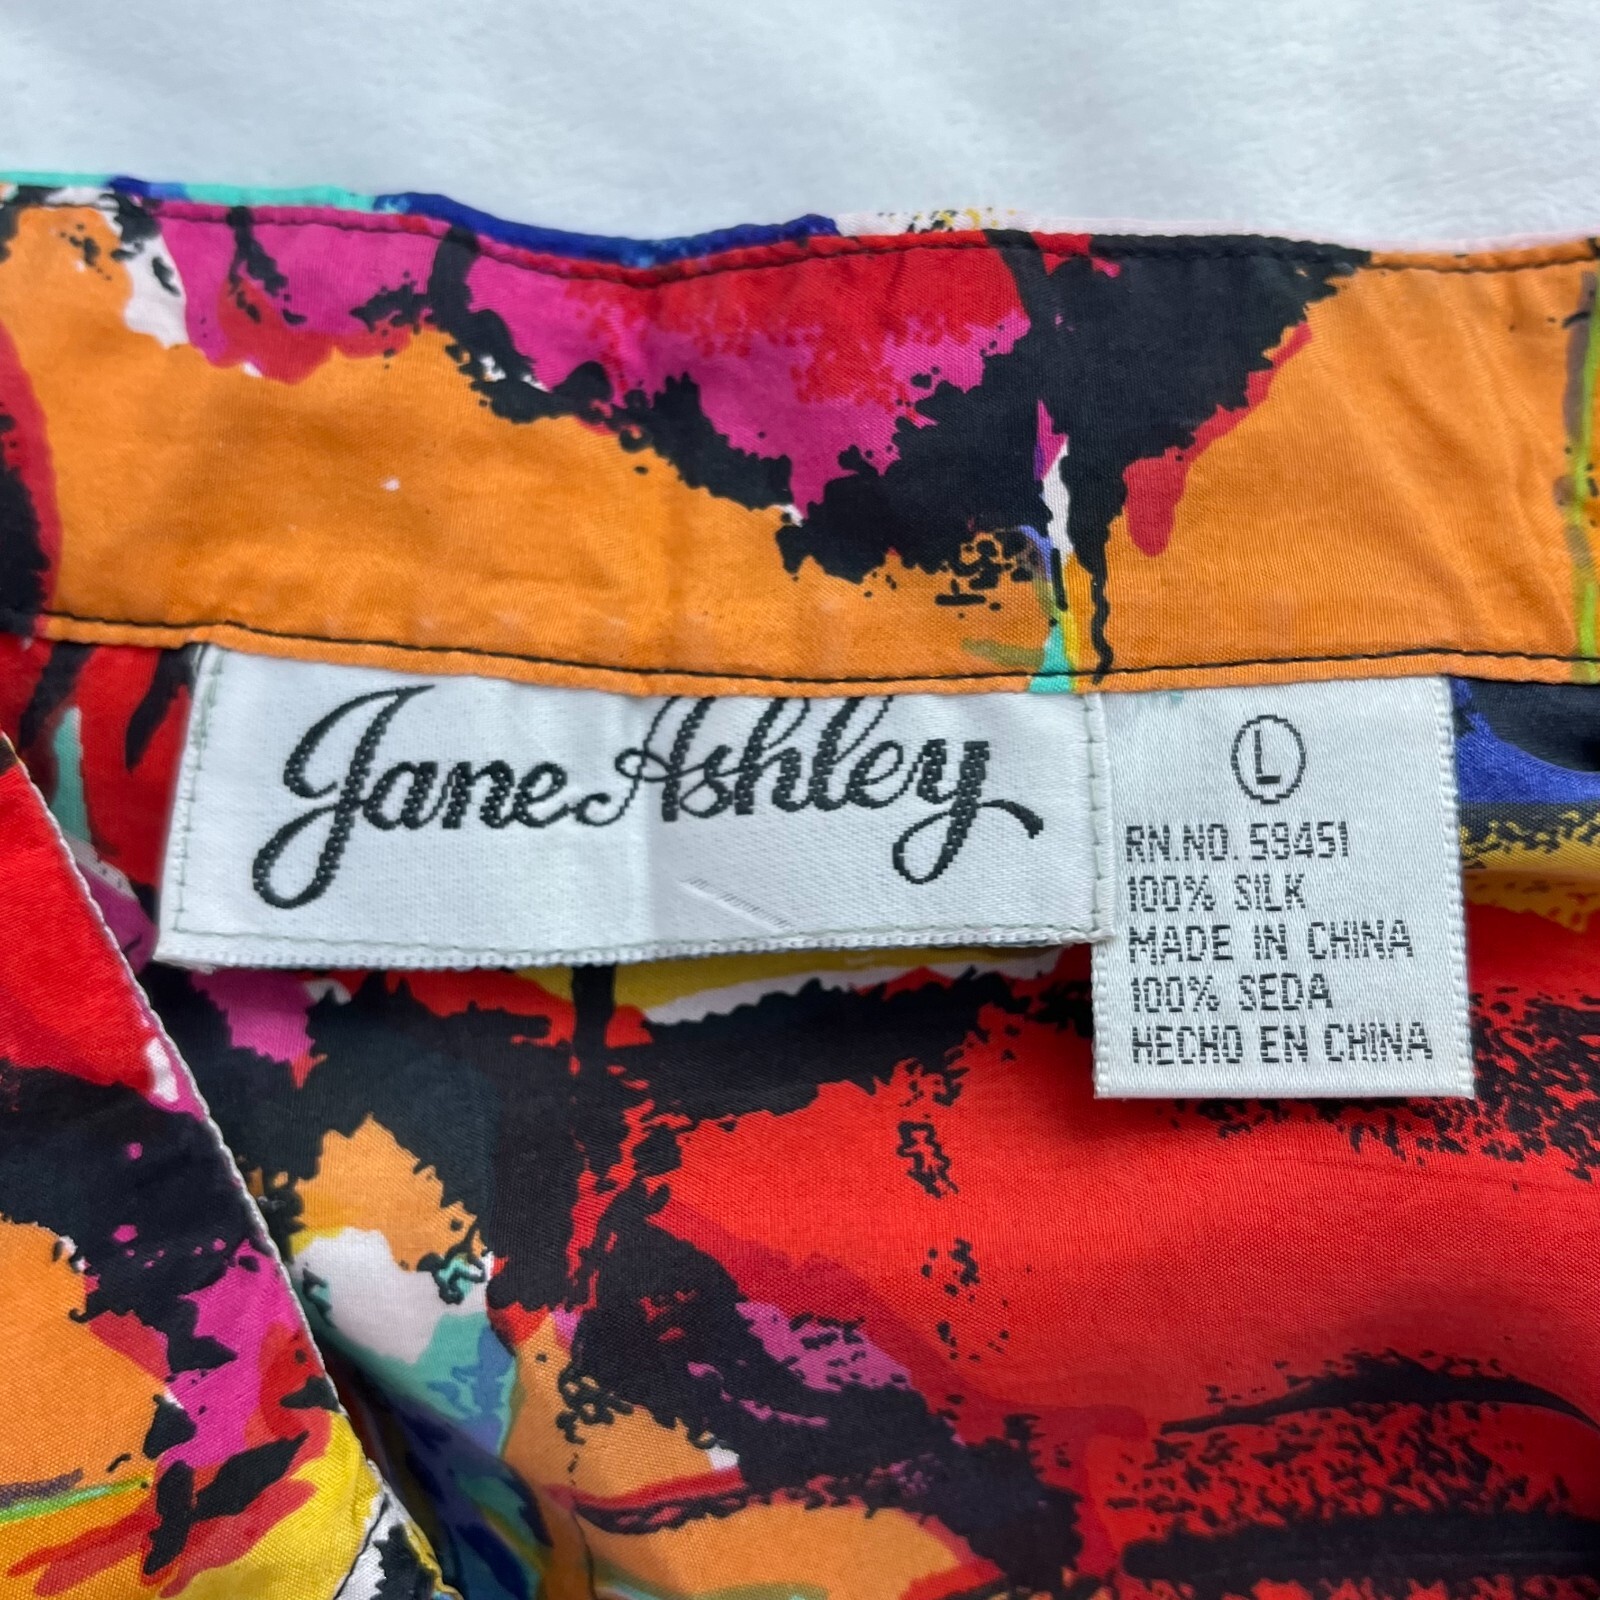 Jane Ashley
L
RN.NO. 59451
100% SILK
MADE IN CHINA
100% SEDA
HECHO EN CHINA